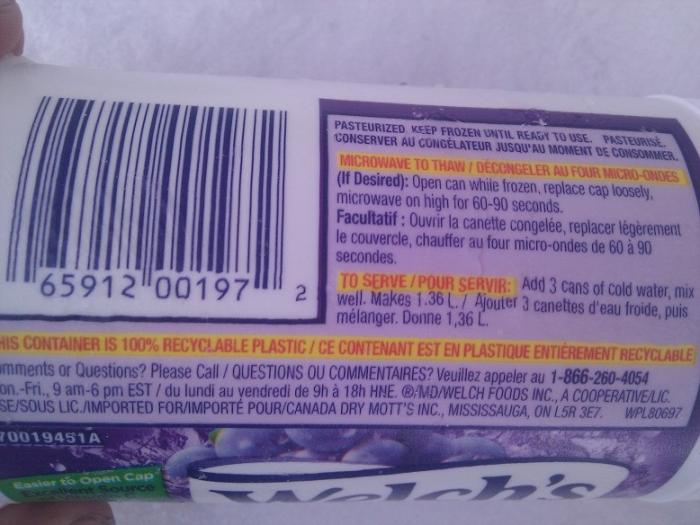 65912 00197 2
PASTEURIZED. KEEP FROZEN UNTIL READY TO USE. PASTEURISÉ.
CONSERVER AU CONGÉLATEUR JUSQU'AU MOMENT DE CONSOMMER.
MICROWAVE TO THAW / DÉCONGELER AU FOUR MICRO-ONDES
(If Desired): Open can while frozen, replace cap loosely,
microwave on high for 60-90 seconds.
Facultatif : Ouvrir la canette congelée, replacer légèrement
le couvercle, chauffer au four micro-ondes de 60 à 90
secondes.
TO SERVE / POUR SERVIR: Add 3 cans of cold water, mix
well. Makes 1.36 L. / Ajouter 3 canettes d'eau froide, puis
mélanger. Donne 1,36 L.
HIS CONTAINER IS 100% RECYCLABLE PLASTIC / CE CONTENANT EST EN PLASTIQUE ENTIÈREMENT RECYCLABLE
mments or Questions? Please Call / QUESTIONS OU COMMENTAIRES? Veuillez appeler au 1-866-260-4054
on.-Fri., 9 am-6 pm EST / du lundi au vendredi de 9h à 18h HNE. ®/MD/WELCH FOODS INC., A COOPERATIVE/LIC.
SE/SOUS LIC./IMPORTED FOR/IMPORTÉ POUR/CANADA DRY MOTT'S INC., MISSISSAUGA, ON L5R 3E7. WPL80697
70019451A
Easier to Open Cap
Excellent Source
Welch's